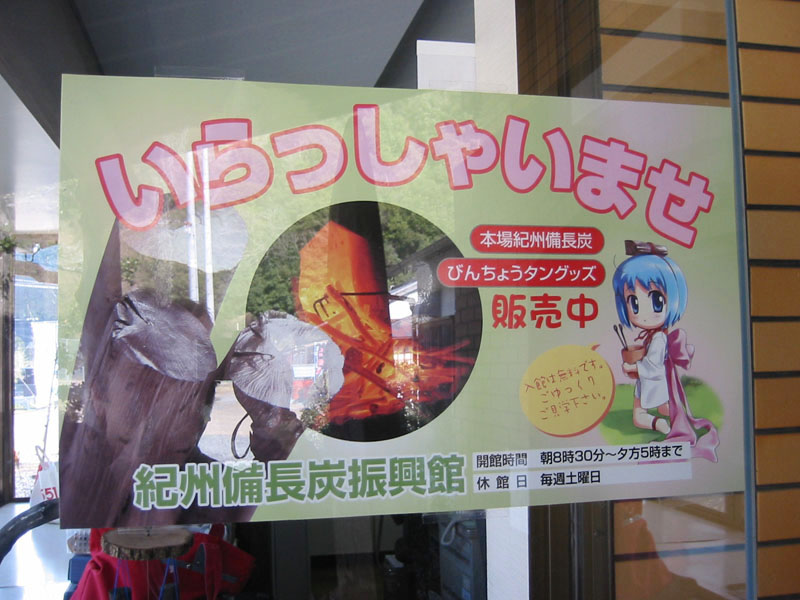 いらっしゃいませ
本場紀州備長炭
びんちょうタングッズ
販売中
入館は無料です。
ごゆっくり
ご見学下さい。
紀州備長炭振興館
開館時間 朝8時30分～夕方5時まで
休館日 毎週土曜日